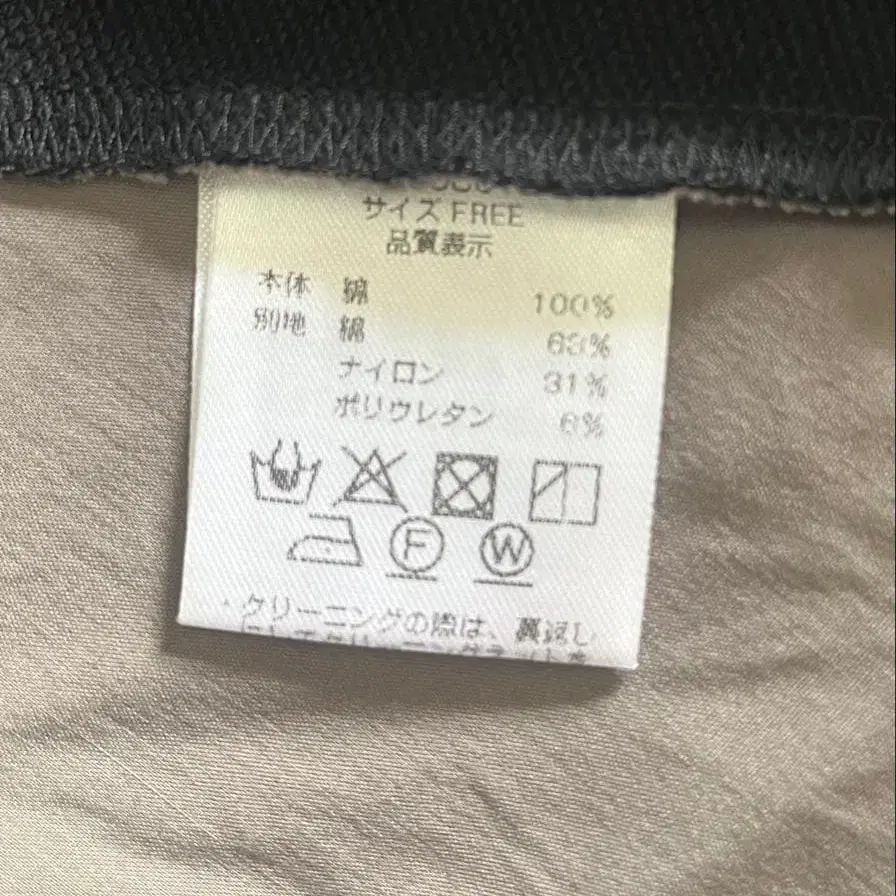 サイズ FREE
品質表示
本体 綿 100%
別地 綿 63%
ナイロン 31%
ポリウレタン 6%
F W
・クリーニングの際は、裏返し